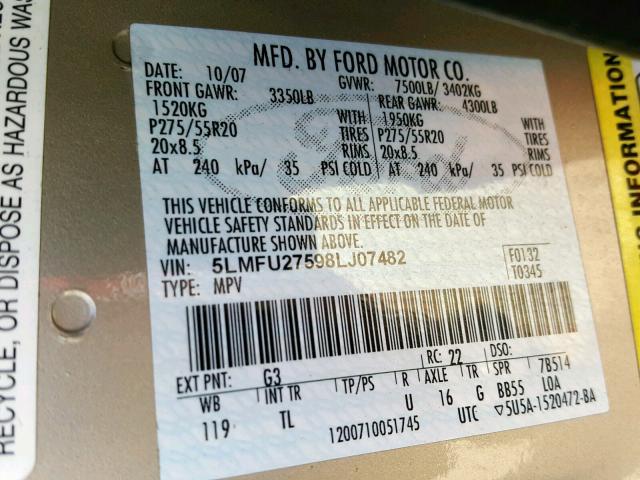 MFD. BY FORD MOTOR CO.
DATE: 10/07 GVWR: 7500LB/ 3402KG
FRONT GAWR: 3350LB REAR GAWR: 4300LB
1520KG WITH 1950KG WITH
P275/55R20 TIRES P275/55R20 TIRES
20x8.5 RIMS 20x8.5 RIMS
AT 240 kPa/ 35 PSI COLD AT 240 kPa/ 35 PSI COLD
THIS VEHICLE CONFORMS TO ALL APPLICABLE FEDERAL MOTOR
VEHICLE SAFETY STANDARDS IN EFFECT ON THE DATE OF
MANUFACTURE SHOWN ABOVE.
VIN: 5LMFU27598LJ07482 F0132
TYPE: MPV T0345
EXT PNT: G3 RC: 22 DSO:
WB INT TR TP/PS R AXLE TR SPR 7B514
119 TL U 16 G BB55 LOA
1200710051745 UTC ▽5U5A-1520472-BA
RECYCLE, OR DISPOSE AS HAZARDOUS WAS